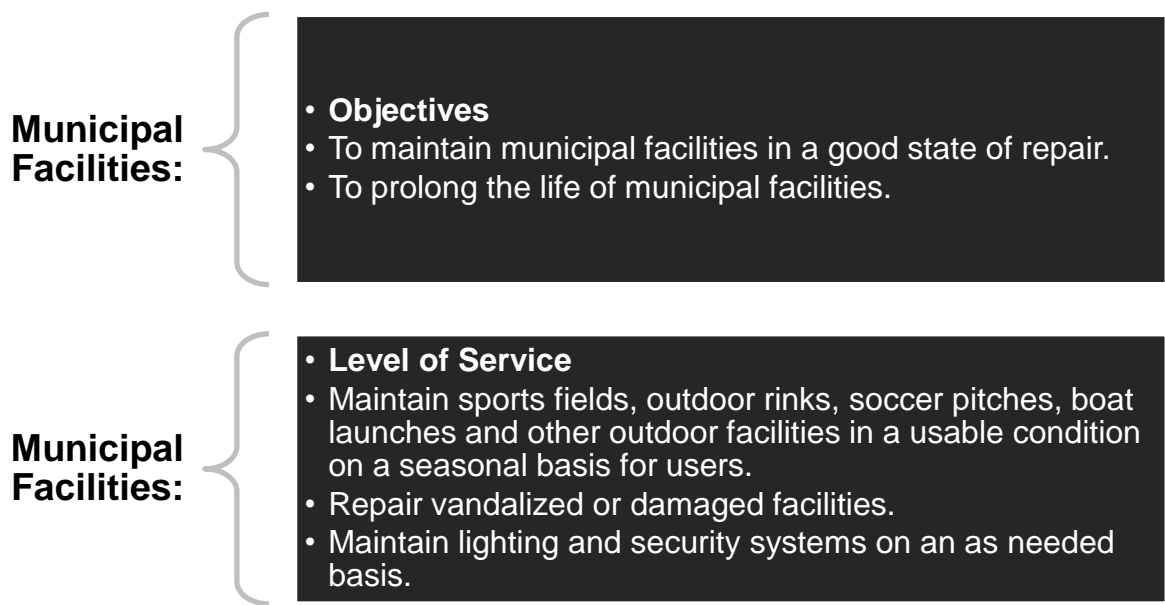 Municipal
Facilities:
• Objectives
• To maintain municipal facilities in a good state of repair.
• To prolong the life of municipal facilities.
Municipal
Facilities:
• Level of Service
• Maintain sports fields, outdoor rinks, soccer pitches, boat
launches and other outdoor facilities in a usable condition
on a seasonal basis for users.
• Repair vandalized or damaged facilities.
• Maintain lighting and security systems on an as needed
basis.